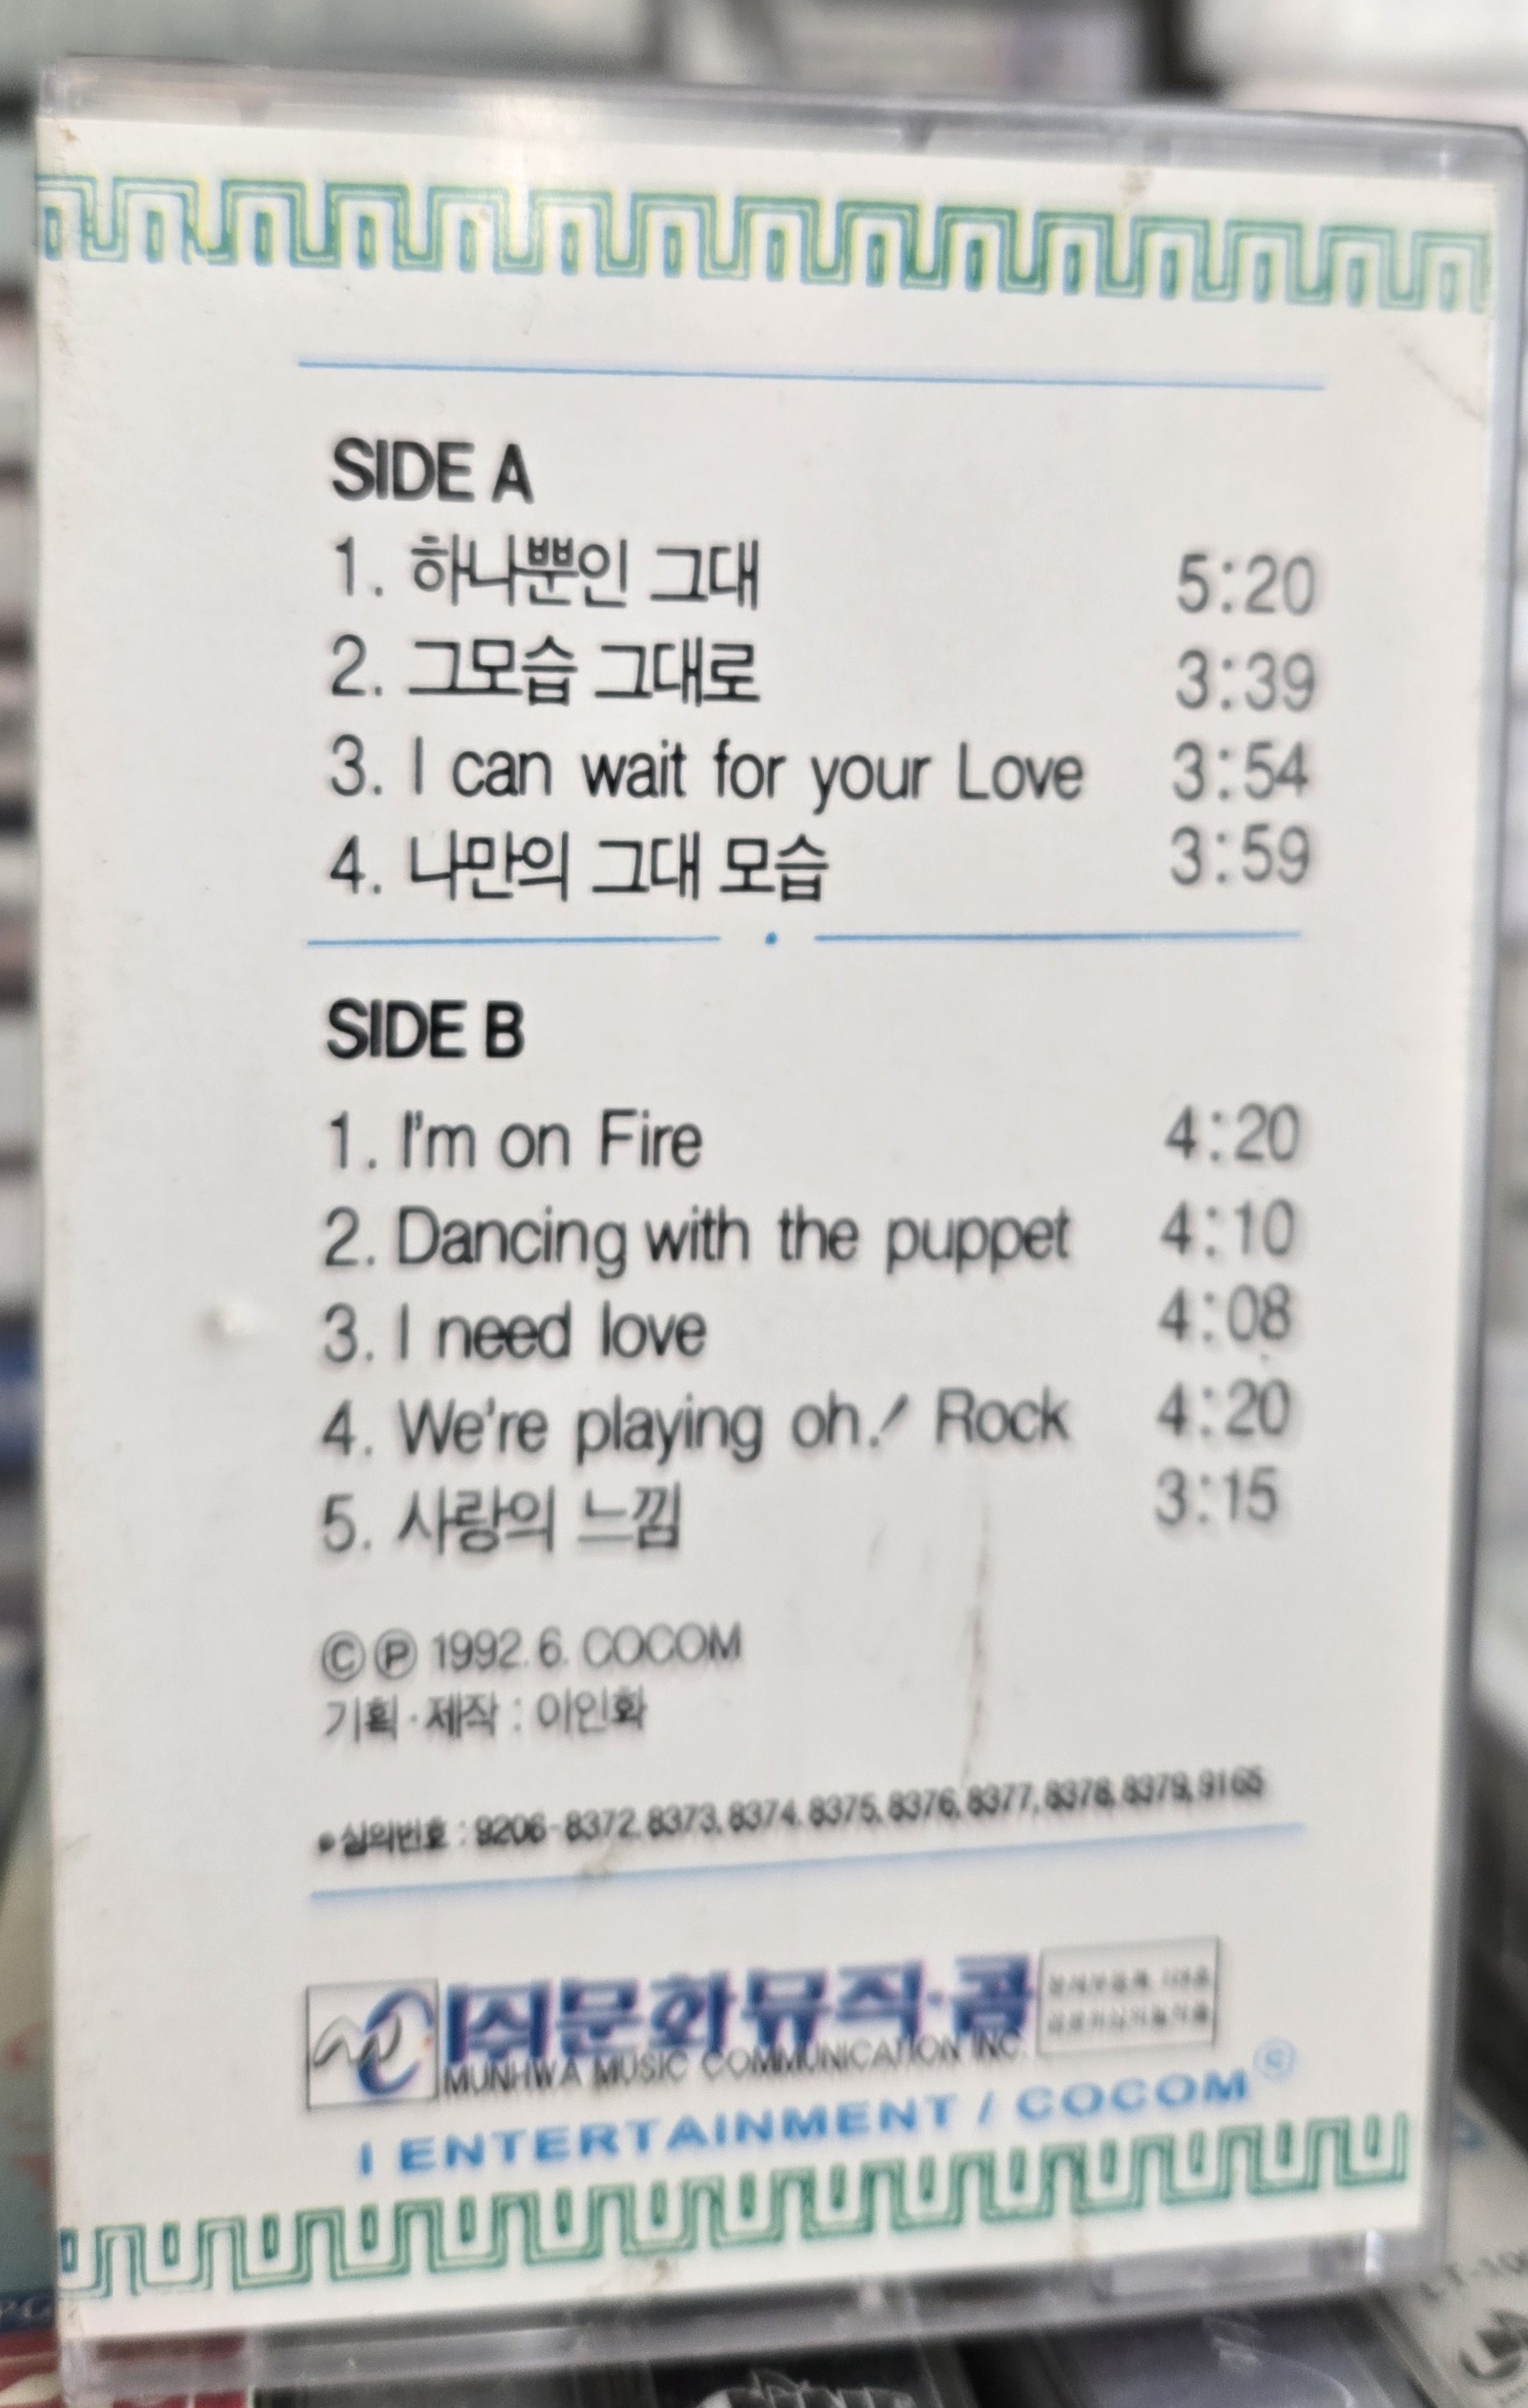 SIDE A
1. 하나뿐인 그대 5:20
2. 그모습 그대로 3:39
3. I can wait for your Love 3:54
4. 나만의 그대 모습 3:59
SIDE B
1. I'm on Fire 4:20
2. Dancing with the puppet 4:10
3. I need love 4:08
4. We're playing oh! Rock 4:20
5. 사랑의 느낌 3:15
ⓒⓟ 1992. 6. COCOM
기획·제작 : 이인화
심의번호 : 9206-8372, 8373, 8374, 8375, 8376, 8377, 8378, 8379, 9165
문화뮤직·콤
MUNHWA MUSIC COMMUNICATION INC.
I ENTERTAINMENT / COCOM